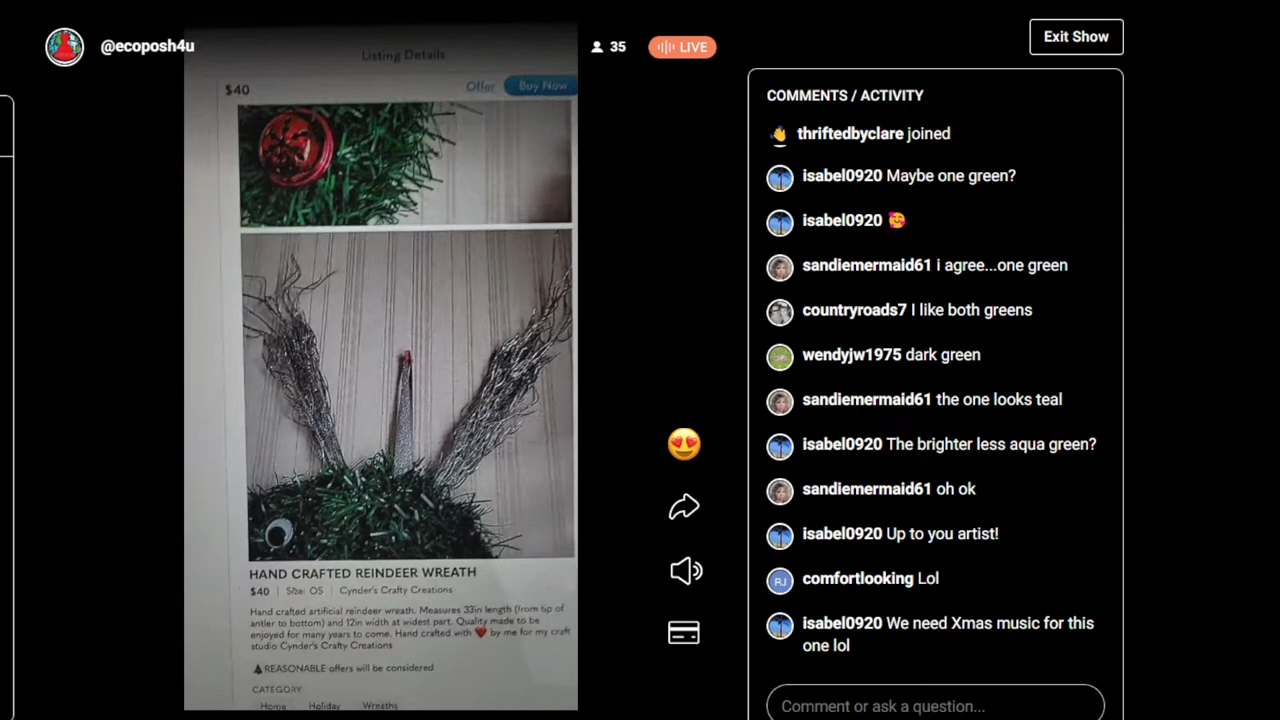 @ecoposh4u
35
LIVE
Exit Show
Listing Details
$40
Offer
Buy Now
HAND CRAFTED REINDEER WREATH
$40 | Size: OS | Cynder's Crafty Creations
Hand crafted artificial reindeer wreath. Measures 33in length (from tip of
antler to bottom) and 12in width at widest part. Quality made to be
enjoyed for many years to come. Hand crafted with ❤️ by me for my craft
studio Cynder's Crafty Creations
🎄REASONABLE offers will be considered
CATEGORY
Home Holiday Wreaths
COMMENTS / ACTIVITY
👋 thriftedbyclare joined
isabel0920 Maybe one green?
isabel0920 🥰
sandiemermaid61 i agree...one green
countryroads7 I like both greens
wendyjw1975 dark green
sandiemermaid61 the one looks teal
isabel0920 The brighter less aqua green?
sandiemermaid61 oh ok
isabel0920 Up to you artist!
RJ
comfortlooking Lol
isabel0920 We need Xmas music for this
one lol
Comment or ask a question...